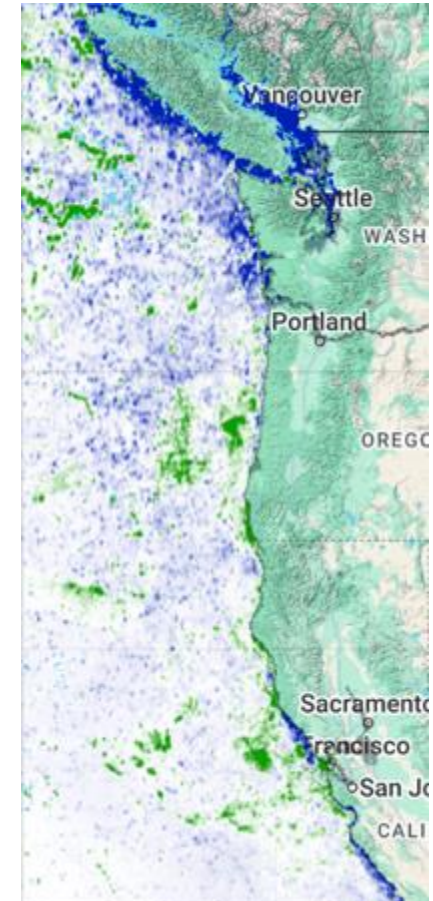 Vancouver
Seattle
WASH
Portland
OREGO
Sacramento
Francisco
San Jo
CALI